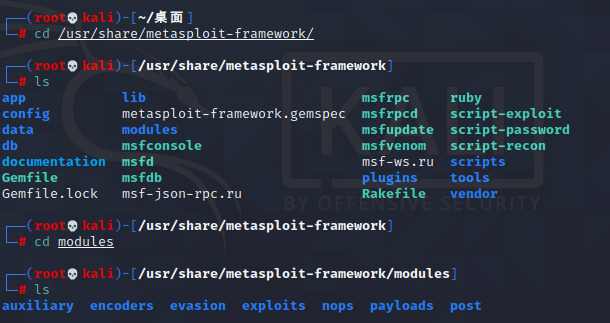 ┌──(root💀kali)-[~/桌面]
└─# cd /usr/share/metasploit-framework/
┌──(root💀kali)-[/usr/share/metasploit-framework]
└─# ls
app lib msfrpc ruby
config metasploit-framework.gemspec msfrpcd script-exploit
data modules msfupdate script-password
db msfconsole msfvenom script-recon
documentation msfd msf-ws.ru scripts
Gemfile msfdb plugins tools
Gemfile.lock msf-json-rpc.ru Rakefile vendor
BY OFFENSIVE SECURITY
┌──(root💀kali)-[/usr/share/metasploit-framework]
└─# cd modules
┌──(root💀kali)-[/usr/share/metasploit-framework/modules]
└─# ls
auxiliary encoders evasion exploits nops payloads post